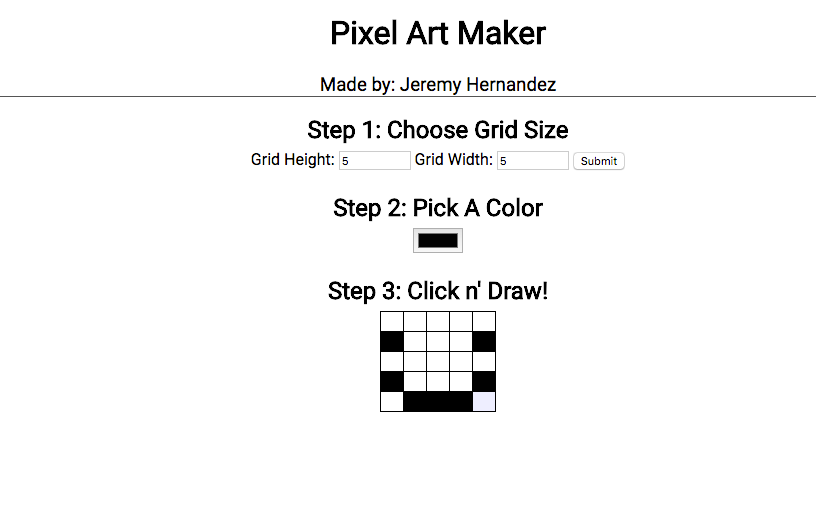 Pixel Art Maker
Made by: Jeremy Hernandez
Step 1: Choose Grid Size
Grid Height: 5 Grid Width: 5 Submit
Step 2: Pick A Color
Step 3: Click n' Draw!